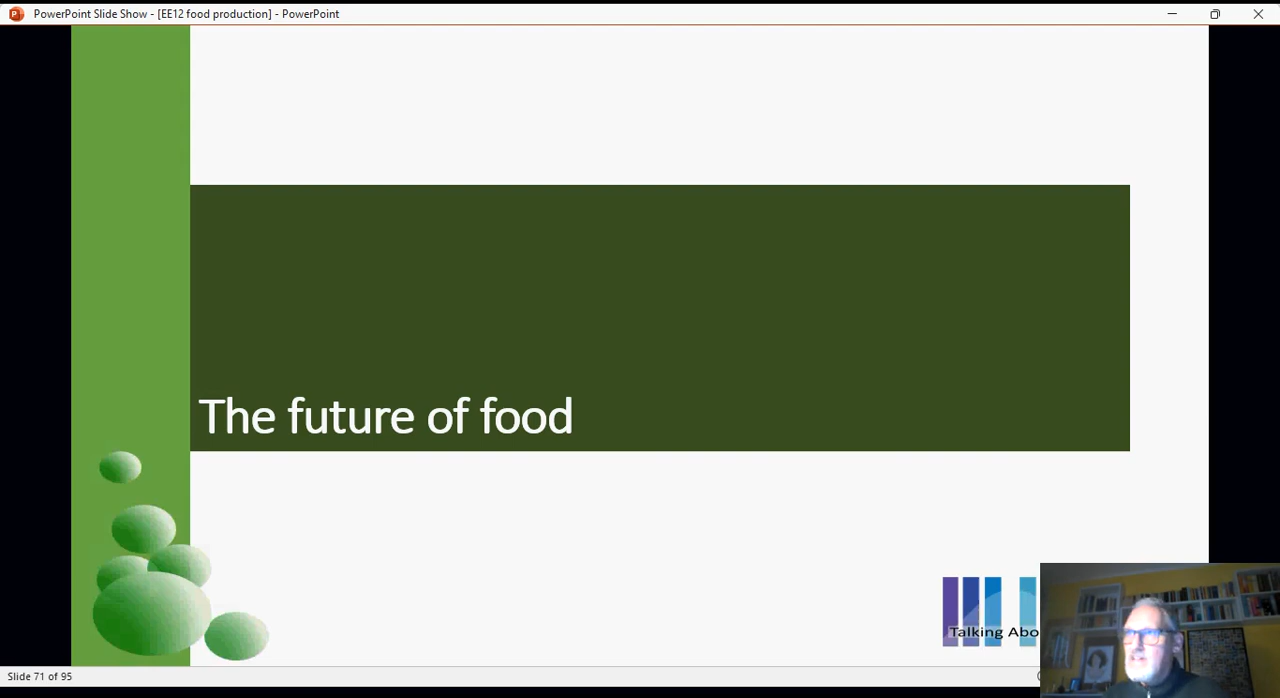 PowerPoint Slide Show - [EE12 food production] - PowerPoint
The future of food
Talking Abo
Slide 71 of 95